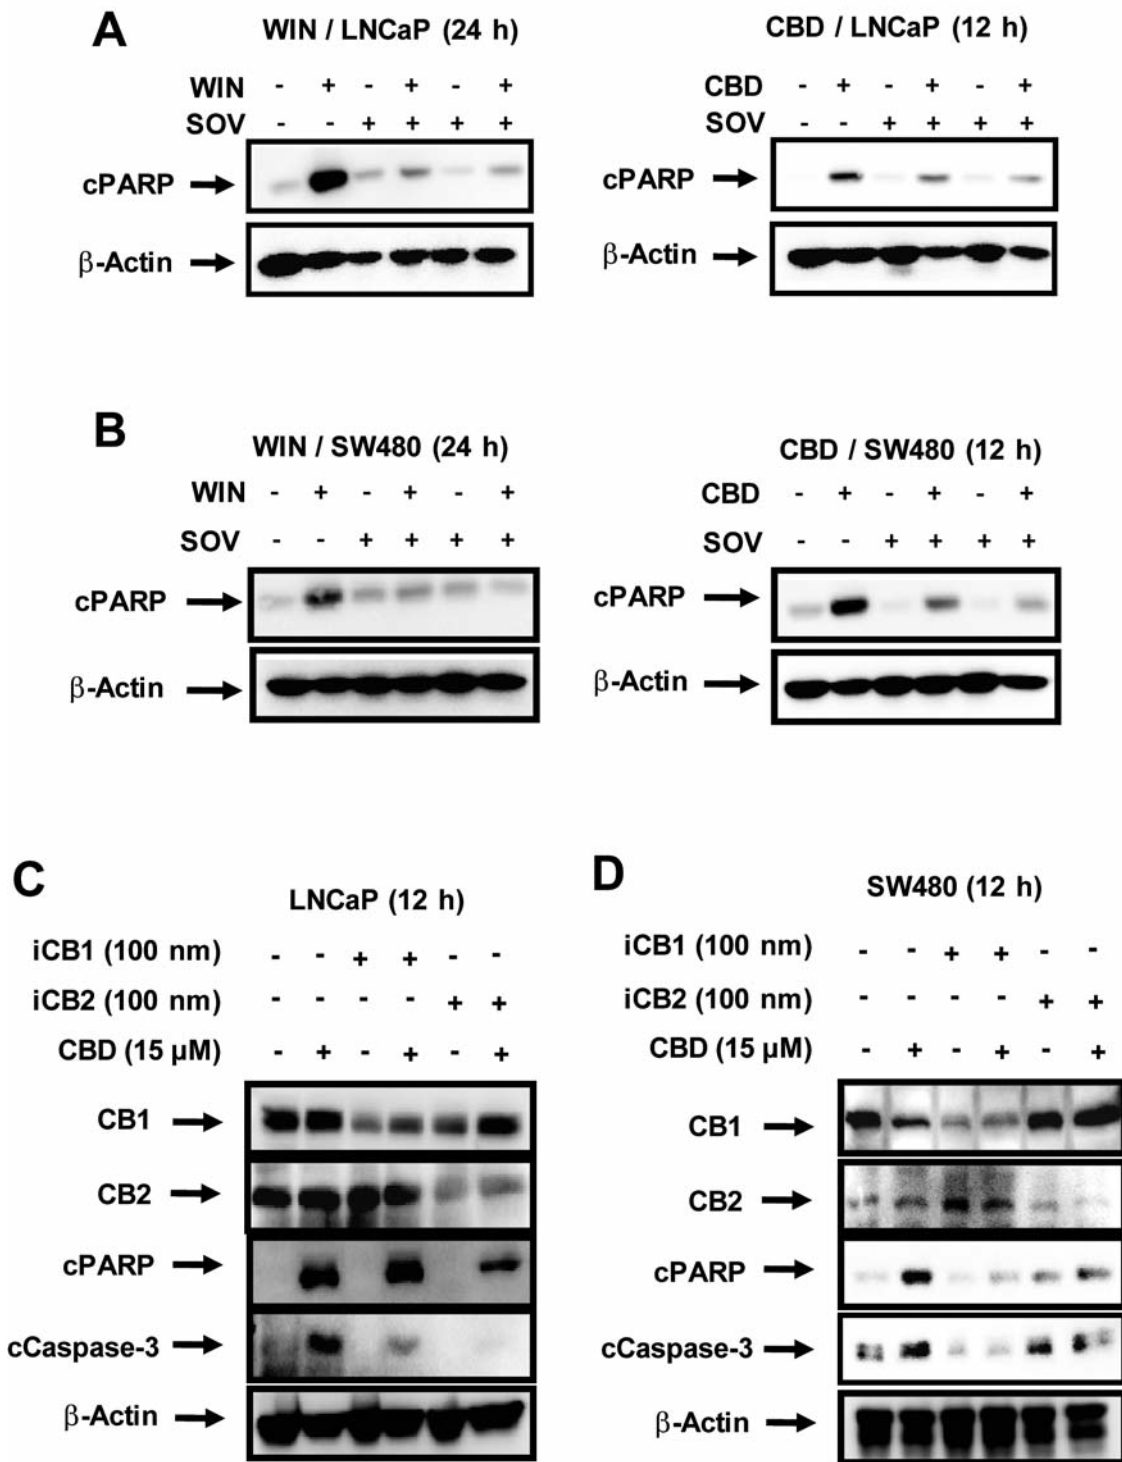 A
WIN / LNCaP (24 h)
WIN - + - + - +
SOV - - + + + +
cPARP
β-Actin
CBD / LNCaP (12 h)
CBD - + - + - +
SOV - - + + + +
cPARP
β-Actin
B
WIN / SW480 (24 h)
WIN - + - + - +
SOV - - + + + +
cPARP
β-Actin
CBD / SW480 (12 h)
CBD - + - + - +
SOV - - + + + +
cPARP
β-Actin
C
LNCaP (12 h)
iCB1 (100 nm) - - + + - -
iCB2 (100 nm) - - - - + +
CBD (15 µM) - + - + - +
CB1
CB2
cPARP
cCaspase-3
β-Actin
D
SW480 (12 h)
iCB1 (100 nm) - - + + - -
iCB2 (100 nm) - - - - + +
CBD (15 µM) - + - + - +
CB1
CB2
cPARP
cCaspase-3
β-Actin